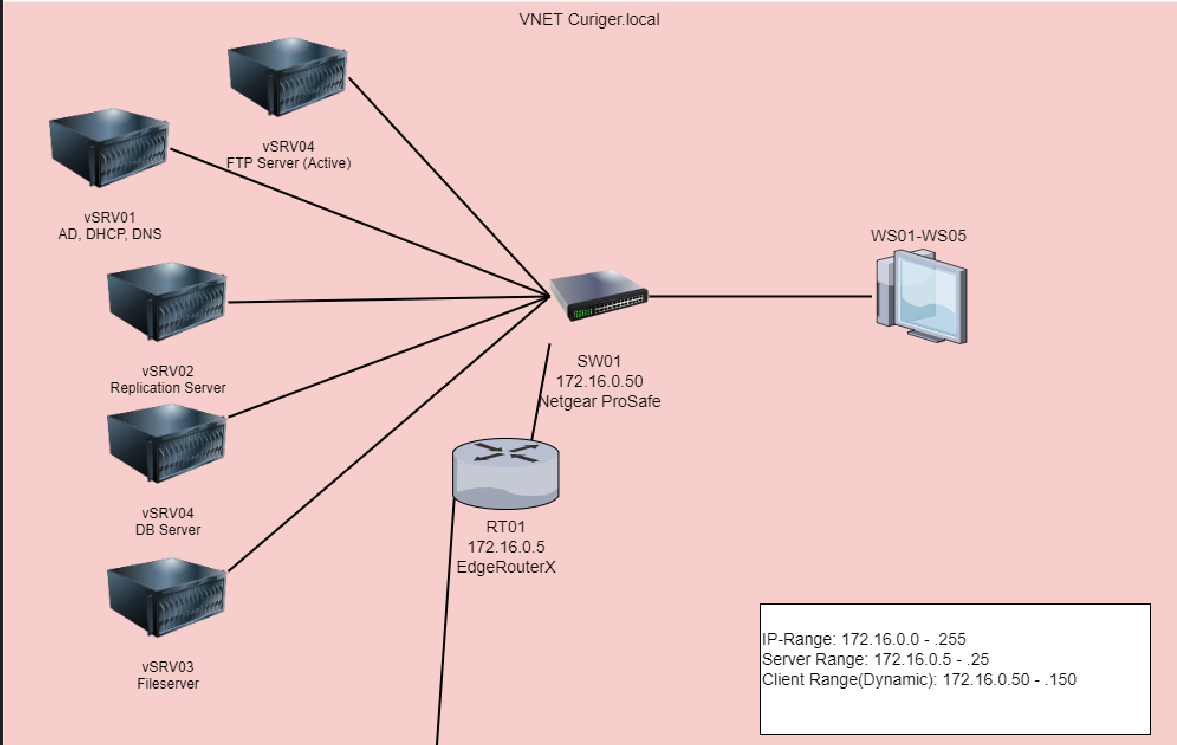 VNET Curiger.local
vSRV04
FTP Server (Active)
vSRV01
AD, DHCP, DNS
WS01-WS05
vSRV02
Replication Server
SW01
172.16.0.50
Netgear ProSafe
vSRV04
DB Server
RT01
172.16.0.5
EdgeRouterX
vSRV03
Fileserver
IP-Range: 172.16.0.0 - .255
Server Range: 172.16.0.5 - .25
Client Range(Dynamic): 172.16.0.50 - .150